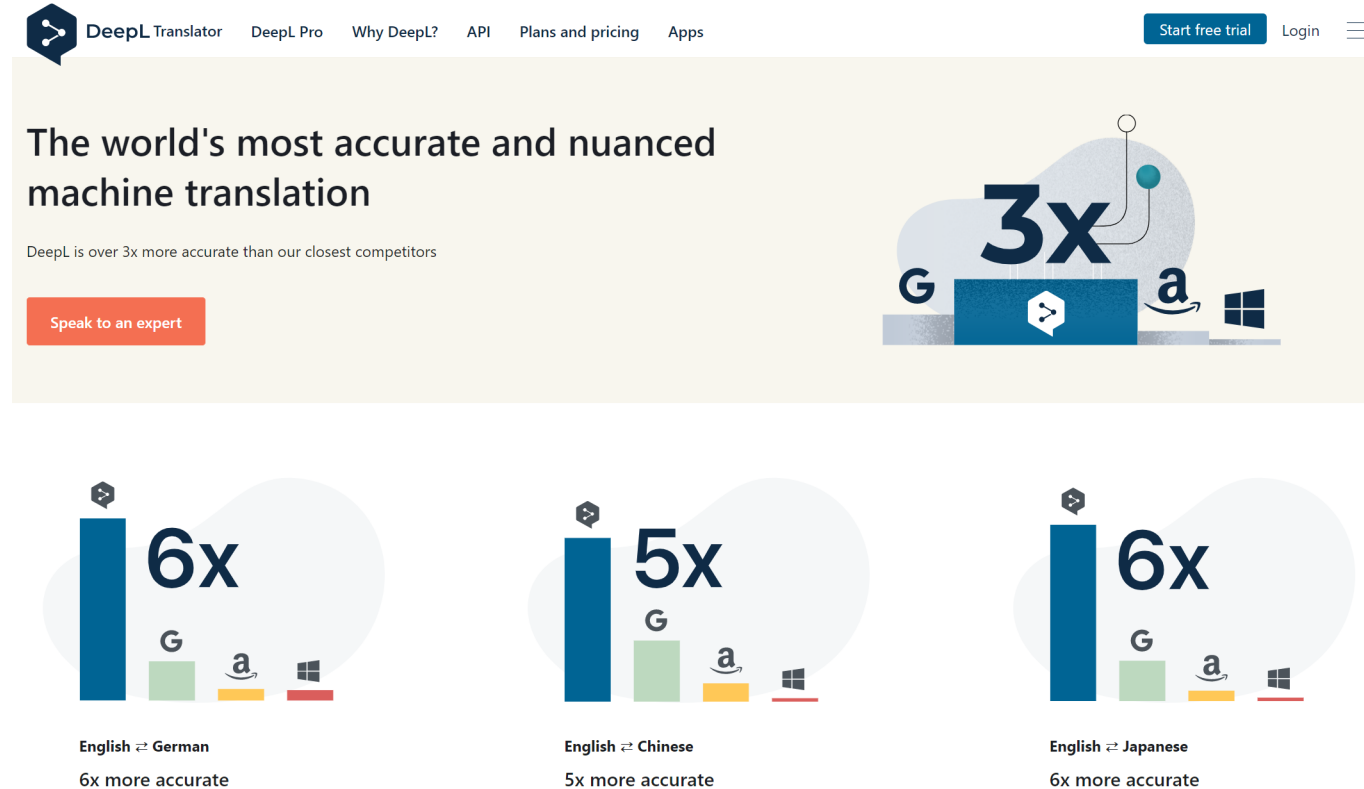 DeepL Translator DeepL Pro Why DeepL? API Plans and pricing Apps Start free trial Login
The world's most accurate and nuanced
machine translation
DeepL is over 3x more accurate than our closest competitors
Speak to an expert
3x
G
a
6x
G
a
English ⇄ German
6x more accurate
5x
G
a
English ⇄ Chinese
5x more accurate
6x
G
a
English ⇄ Japanese
6x more accurate